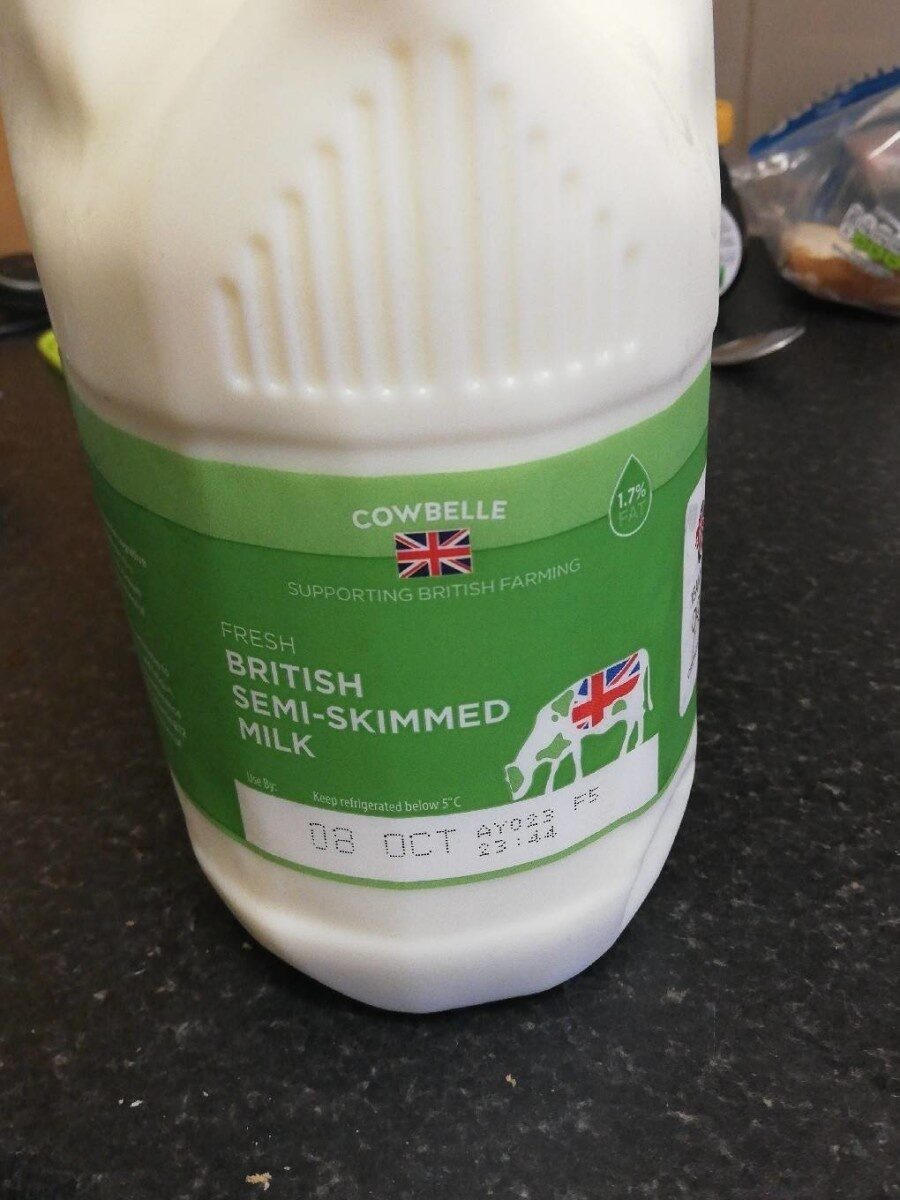 COWBELLE
1.7%
FAT
SUPPORTING BRITISH FARMING
FRESH
BRITISH
SEMI-SKIMMED
MILK
Use By:
Keep refrigerated below 5°C
08 OCT AY023 F5
23:44